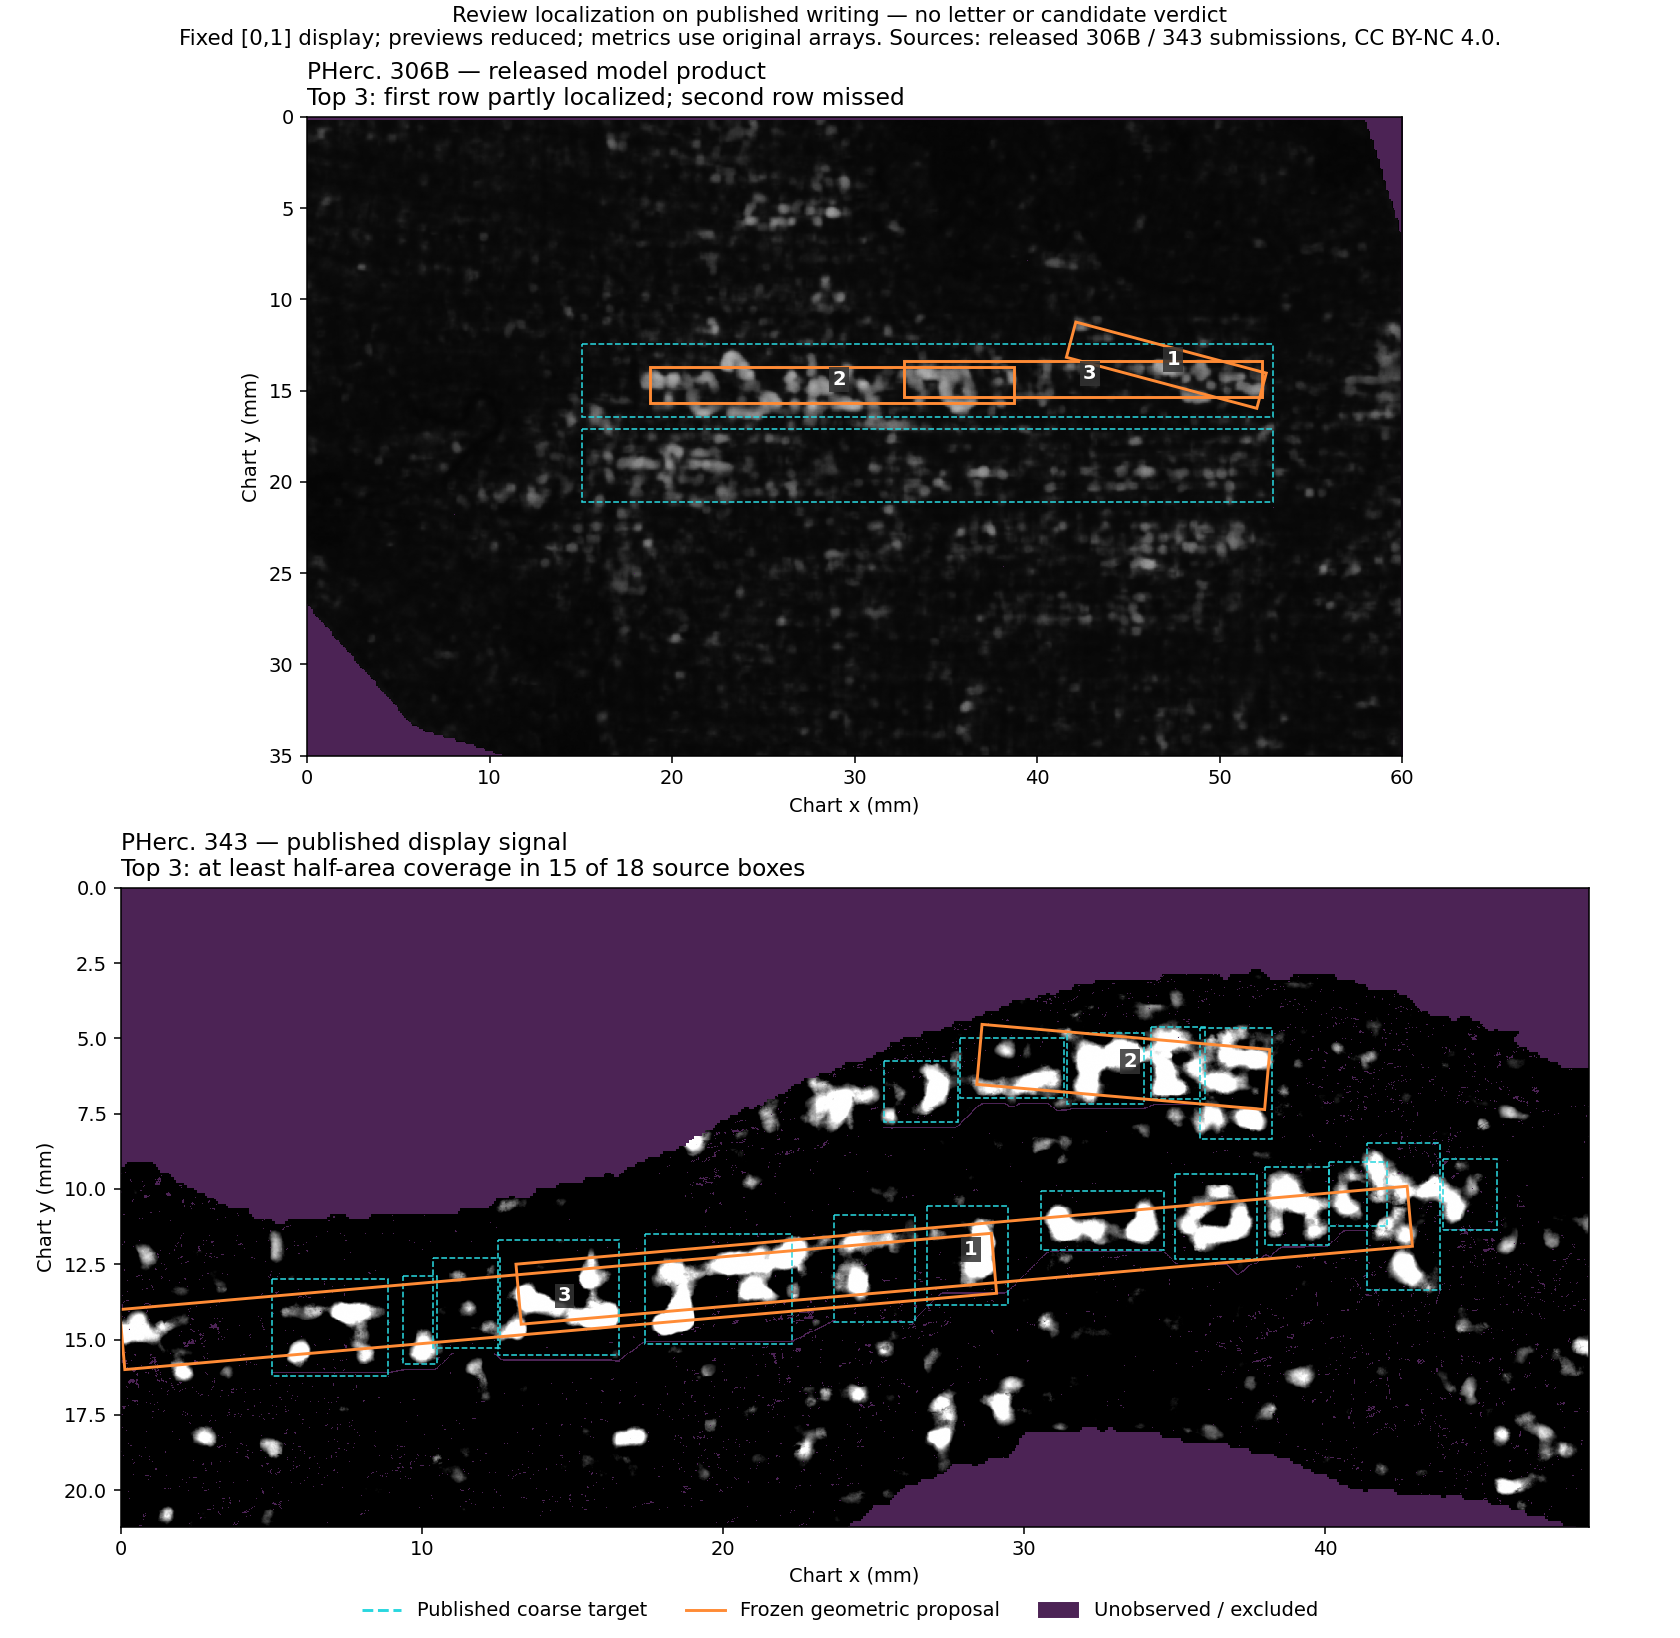 Review localization on published writing — no letter or candidate verdict
Fixed [0,1] display; previews reduced; metrics use original arrays. Sources: released 306B / 343 submissions, CC BY-NC 4.0.
PHerc. 306B — released model product
Top 3: first row partly localized; second row missed
0
5
10
15
20
25
30
35
Chart y (mm)
1
2
3
0 10 20 30 40 50 60
Chart x (mm)
PHerc. 343 — published display signal
Top 3: at least half-area coverage in 15 of 18 source boxes
0.0
2.5
5.0
7.5
10.0
12.5
15.0
17.5
20.0
Chart y (mm)
2
1
3
0 10 20 30 40
Chart x (mm)
Published coarse target Frozen geometric proposal Unobserved / excluded